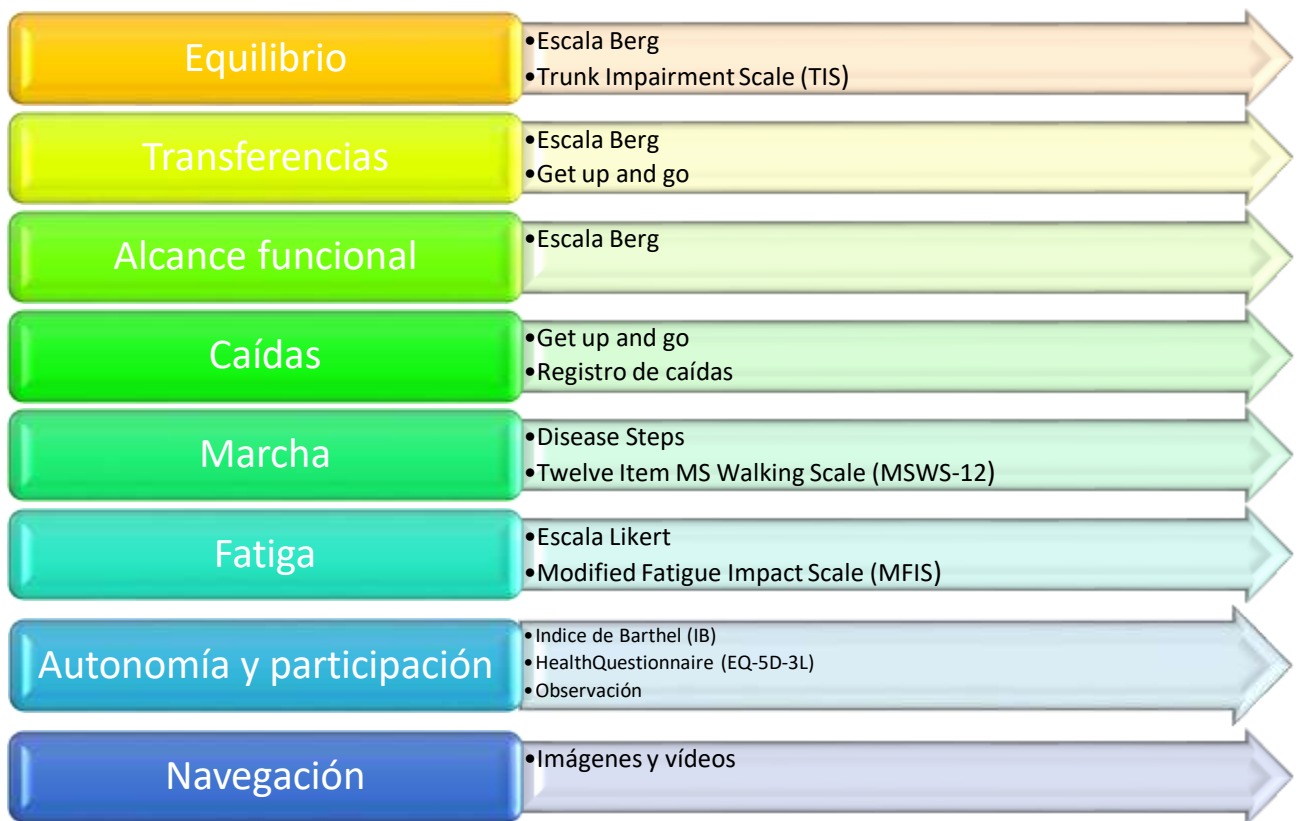 Equilibrio
•Escala Berg
•Trunk Impairment Scale (TIS)
Transferencias
•Escala Berg
•Get up and go
Alcance funcional
•Escala Berg
Caídas
•Get up and go
•Registro de caídas
Marcha
•Disease Steps
•Twelve Item MS Walking Scale (MSWS-12)
Fatiga
•Escala Likert
•Modified Fatigue Impact Scale (MFIS)
Autonomía y participación
•Indice de Barthel (IB)
•HealthQuestionnaire (EQ-5D-3L)
•Observación
Navegación
•Imágenes y vídeos